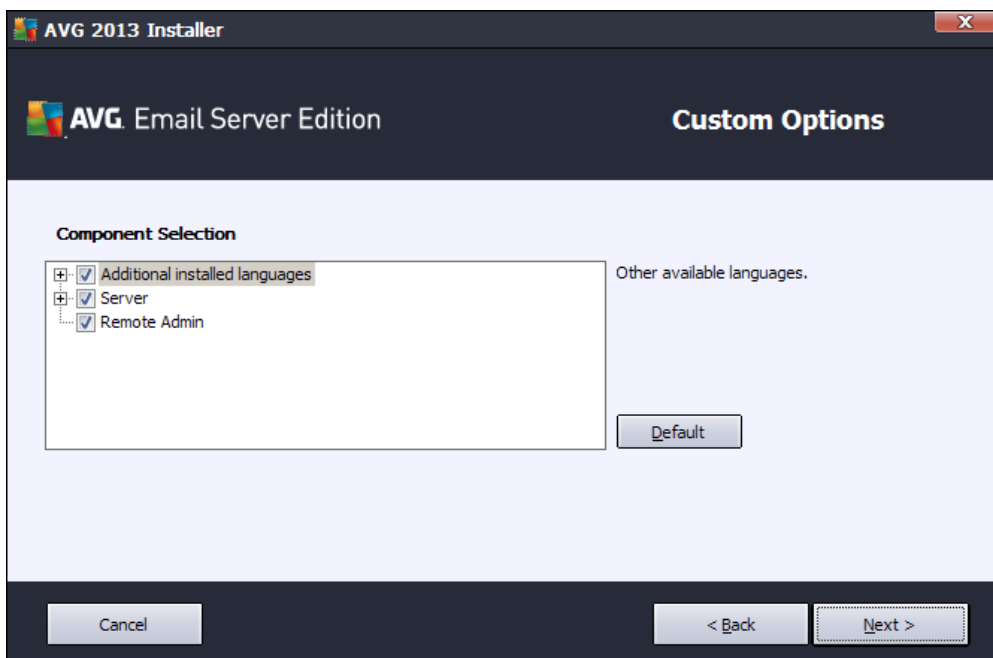 AVG 2013 Installer
AVG. Email Server Edition
Custom Options
Component Selection
Additional installed languages
Other available languages.
Server
Remote Admin
Default
Cancel
< Back
Next >